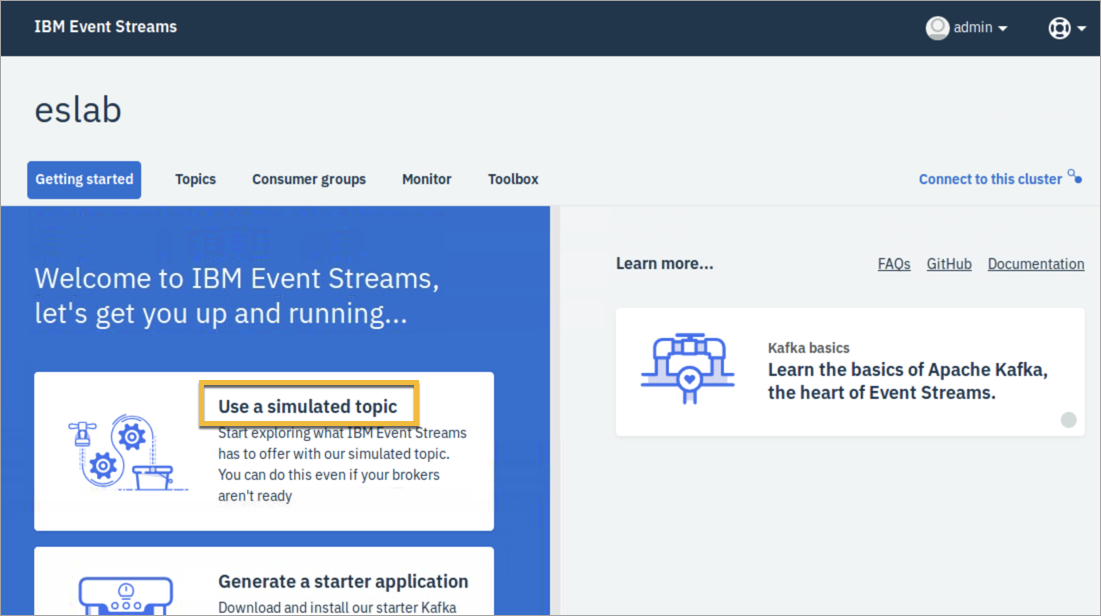 IBM Event Streams
admin
eslab
Getting started
Topics
Consumer groups
Monitor
Toolbox
Connect to this cluster
Welcome to IBM Event Streams,
let's get you up and running...
Use a simulated topic
Start exploring what IBM Event Streams
has to offer with our simulated topic.
You can do this even if your brokers
aren't ready
Generate a starter application
Download and install our starter Kafka
Learn more...
FAQs
GitHub
Documentation
Kafka basics
Learn the basics of Apache Kafka,
the heart of Event Streams.